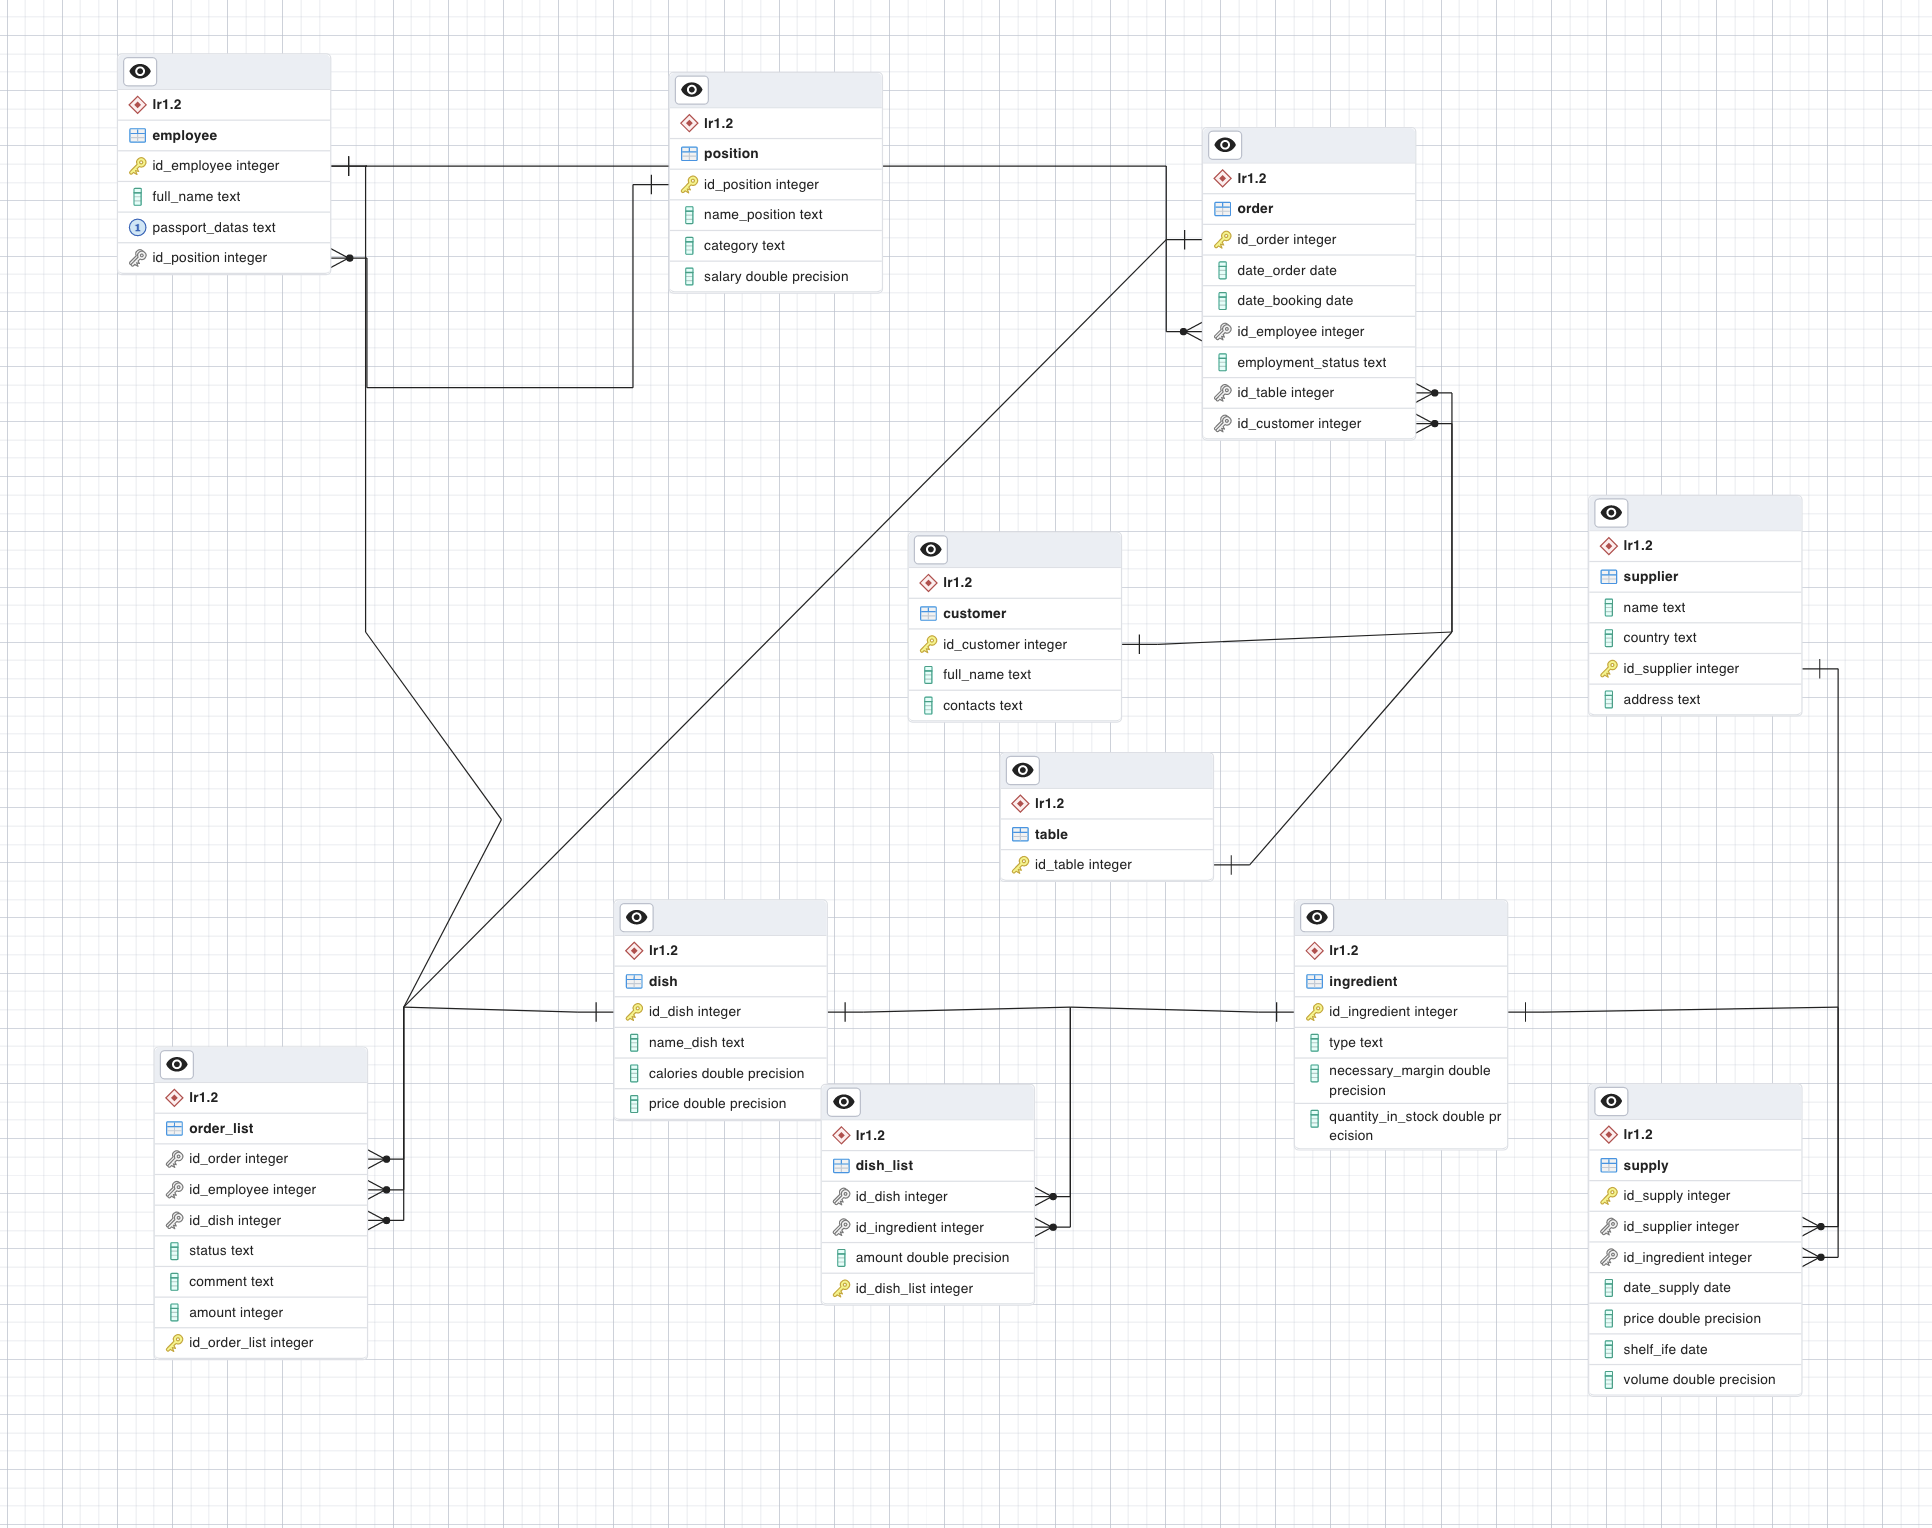 lr1.2
employee
id_employee integer
full_name text
passport_datas text
id_position integer
lr1.2
position
id_position integer
name_position text
category text
salary double precision
lr1.2
order
id_order integer
date_order date
date_booking date
id_employee integer
employment_status text
id_table integer
id_customer integer
lr1.2
customer
id_customer integer
full_name text
contacts text
lr1.2
supplier
name text
country text
id_supplier integer
address text
lr1.2
table
id_table integer
lr1.2
dish
id_dish integer
name_dish text
calories double precision
price double precision
lr1.2
ingredient
id_ingredient integer
type text
necessary_margin double
precision
quantity_in_stock double pr
ecision
lr1.2
order_list
id_order integer
id_employee integer
id_dish integer
status text
comment text
amount integer
id_order_list integer
lr1.2
dish_list
id_dish integer
id_ingredient integer
amount double precision
id_dish_list integer
lr1.2
supply
id_supply integer
id_supplier integer
id_ingredient integer
date_supply date
price double precision
shelf_ife date
volume double precision